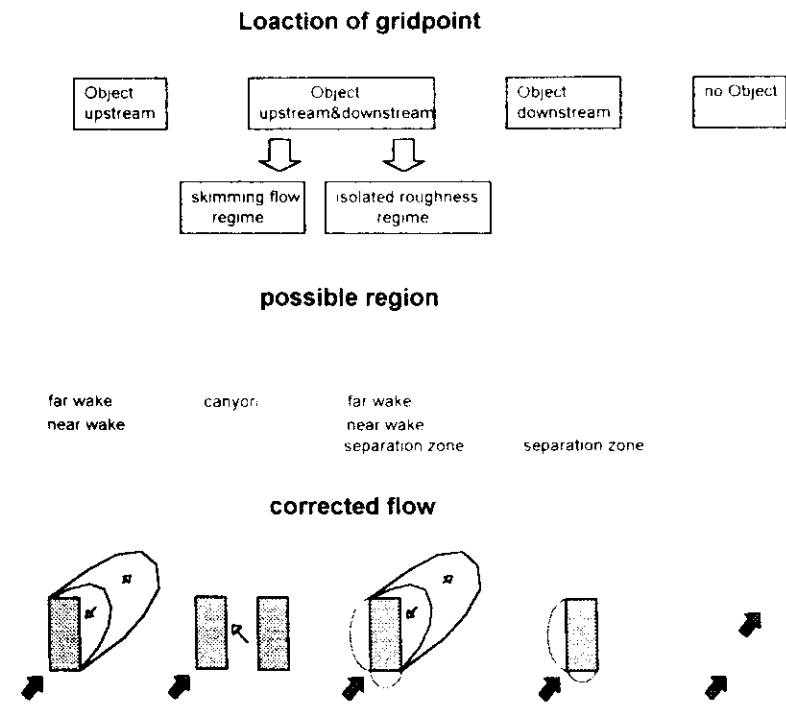 Loaction of gridpoint
Object
upstream
Object
upstream&downstream
Object
downstream
no Object
skimming flow
regime
isolated roughness
regime
possible region
far wake
near wake
canyon
far wake
near wake
separation zone
separation zone
corrected flow